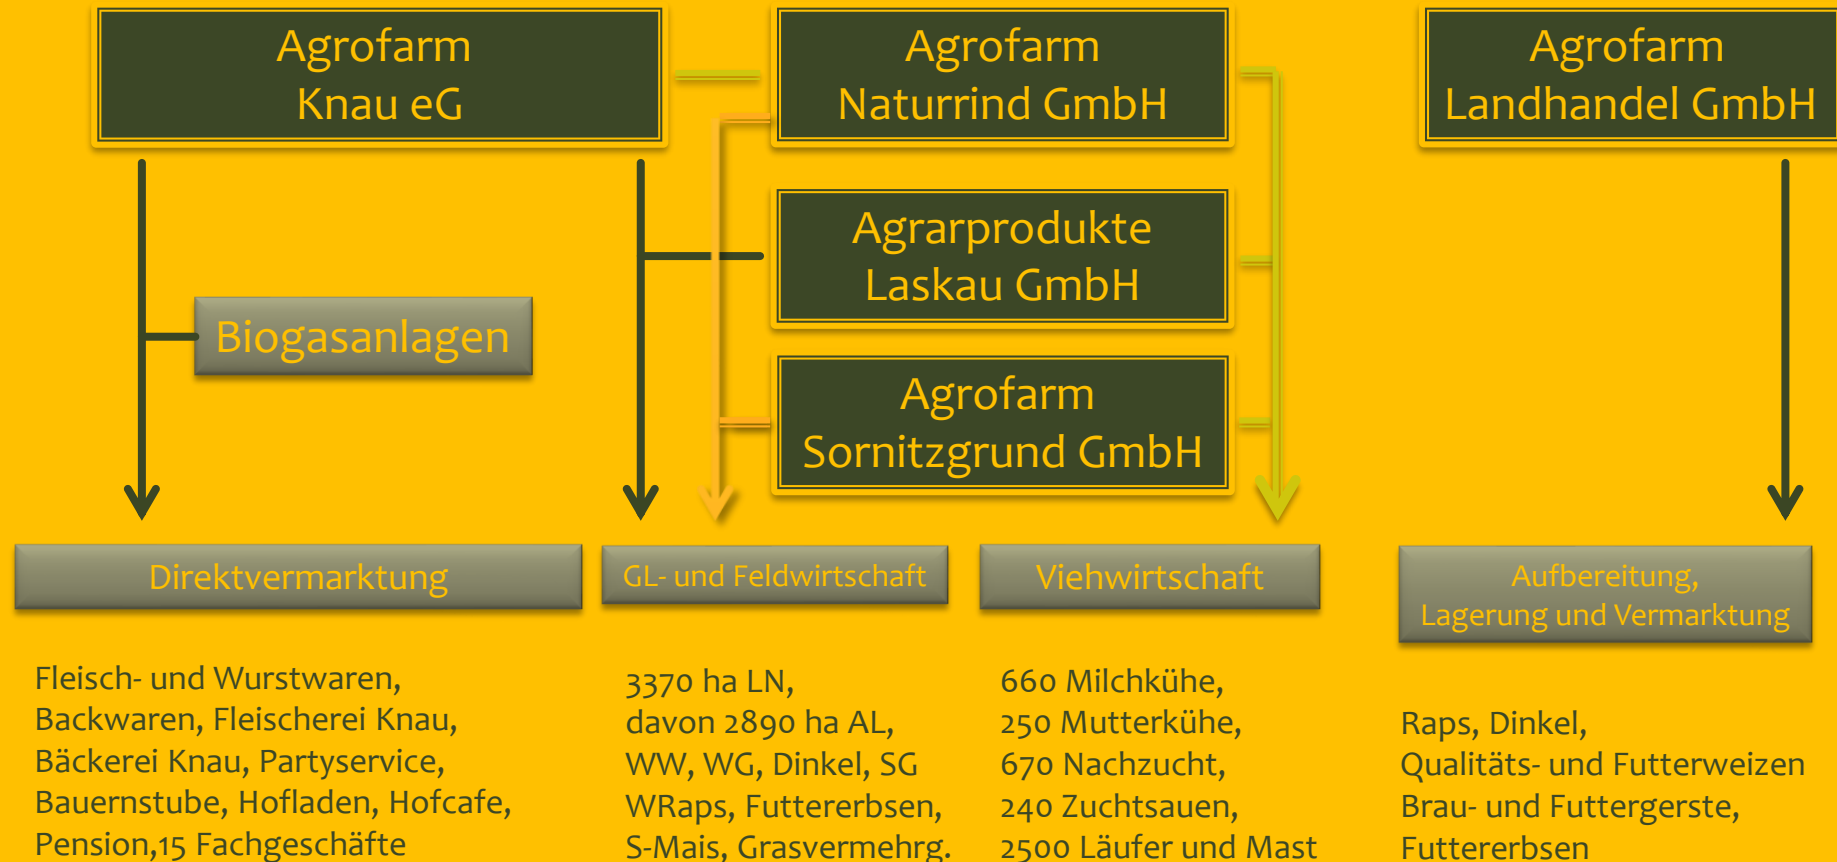 Agrofarm
Knau eG
Agrofarm
Naturrind GmbH
Agrofarm
Landhandel GmbH
Agrarprodukte
Laskau GmbH
Biogasanlagen
Agrofarm
Sornitzgrund GmbH
Direktvermarktung
GL- und Feldwirtschaft
Viehwirtschaft
Aufbereitung,
Lagerung und Vermarktung
Fleisch- und Wurstwaren,
Backwaren, Fleischerei Knau,
Bäckerei Knau, Partyservice,
Bauernstube, Hofladen, Hofcafe,
Pension,15 Fachgeschäfte
3370 ha LN,
davon 2890 ha AL,
WW, WG, Dinkel, SG
WRaps, Futtererbsen,
S-Mais, Grasvermehrg.
660 Milchkühe,
250 Mutterkühe,
670 Nachzucht,
240 Zuchtsauen,
2500 Läufer und Mast
Raps, Dinkel,
Qualitäts- und Futterweizen
Brau- und Futtergerste,
Futtererbsen